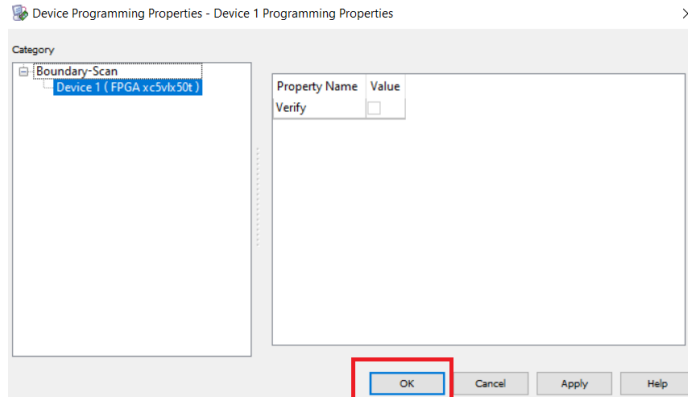 Device Programming Properties - Device 1 Programming Properties
Category
Boundary-Scan
Device 1 ( FPGA xc5vlx50t )
Property Name Value
Verify
OK Cancel Apply Help